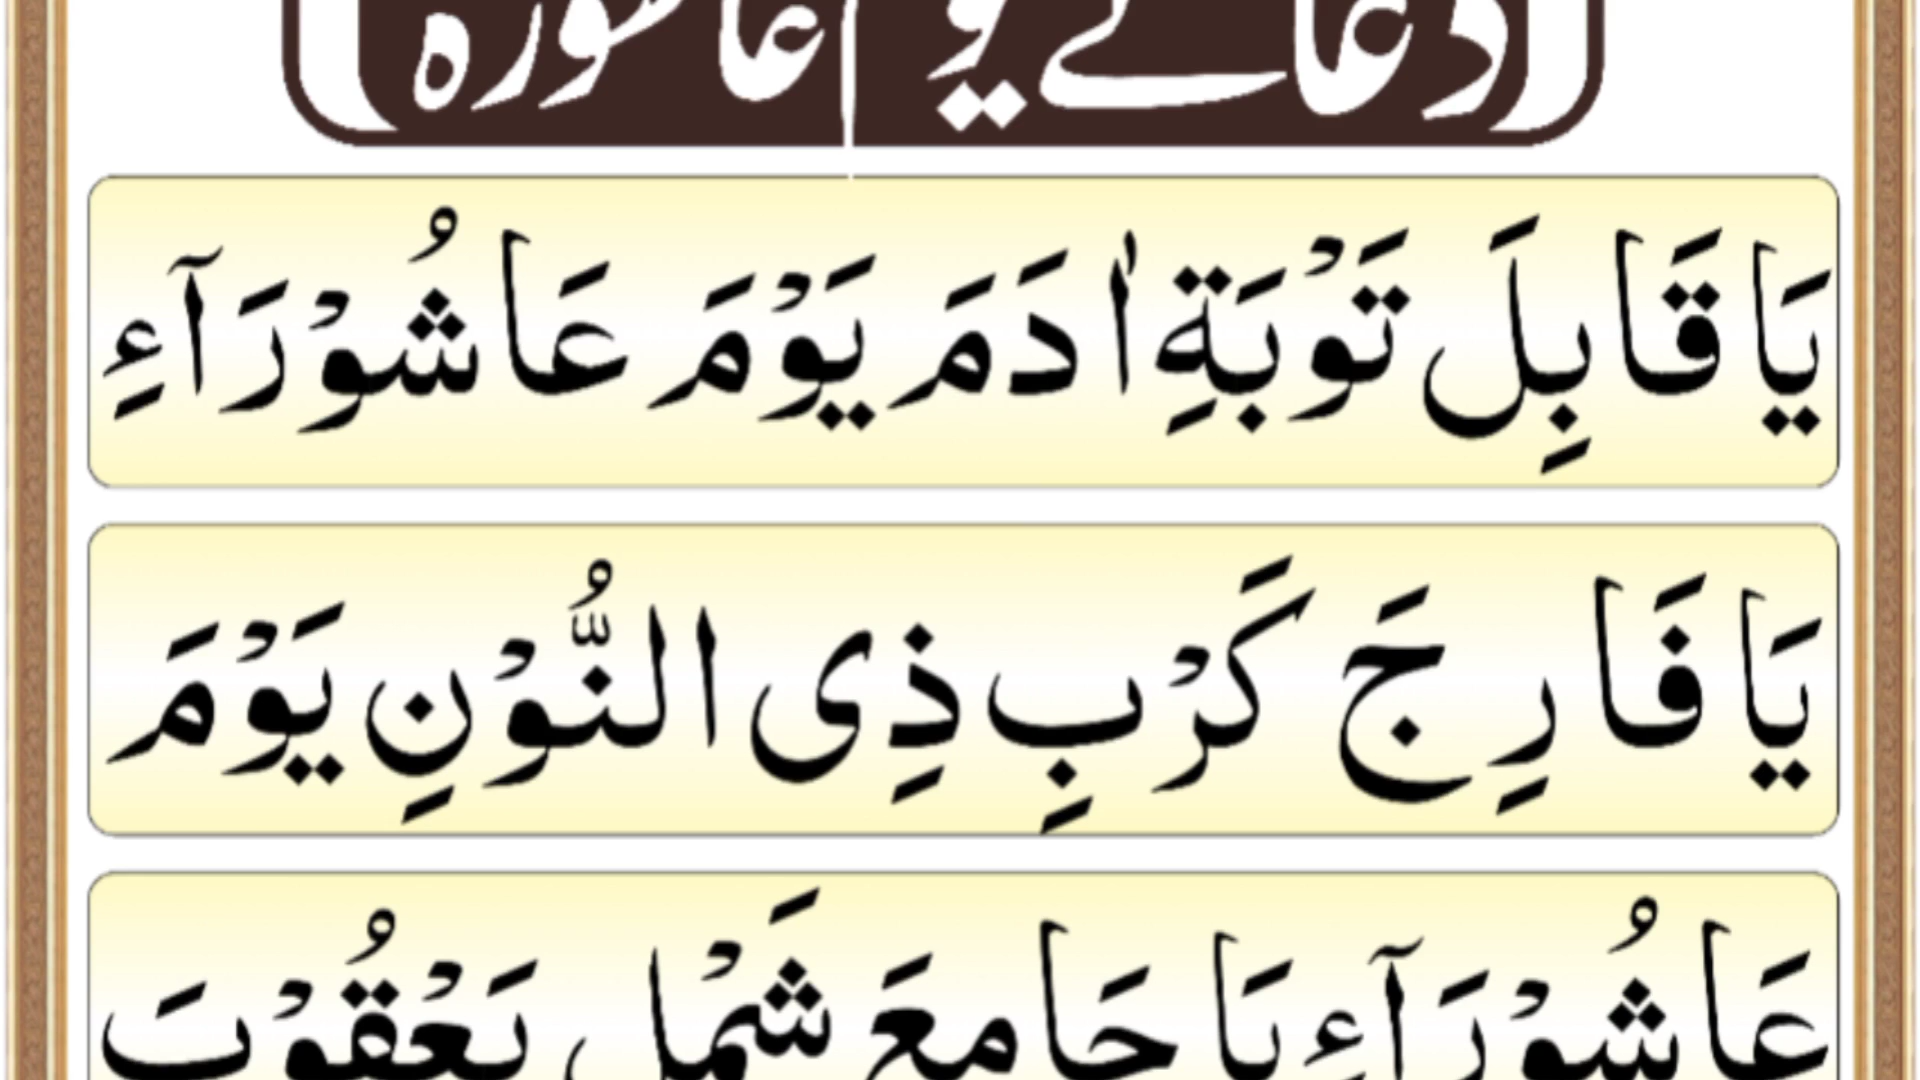 دعائے یوم عاشورہ
یَا قَابِلَ تَوْبَةِ اٰدَمَ یَوْمَ عَاشُوْرَآءِ
یَا فَارِجَ كَرْبِ ذِی النُّوْنِ یَوْمَ
عَاشُوْرَآءِ یَا جَامِعَ شَمْلِ یَعْقُوْبَ